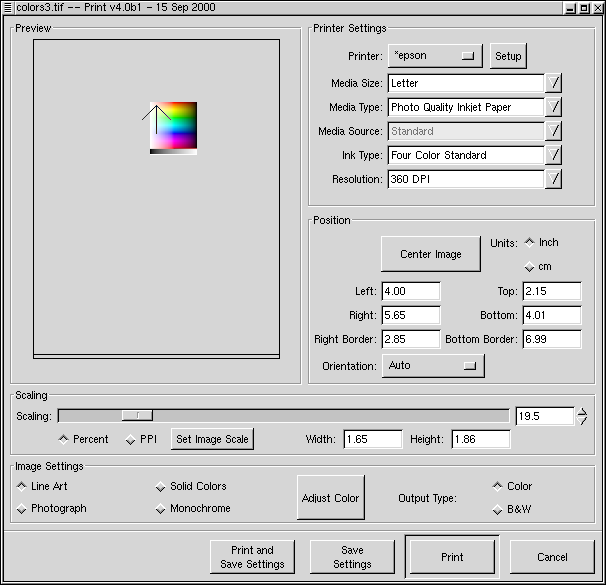 colors3.tif -- Print v4.0b1 - 15 Sep 2000
Preview
Printer Settings
Printer: *epson Setup
Media Size: Letter
Media Type: Photo Quality Inkjet Paper
Media Source: Standard
Ink Type: Four Color Standard
Resolution: 360 DPI
Position
Center Image Units: Inch
cm
Left: 4.00 Top: 2.15
Right: 5.65 Bottom: 4.01
Right Border: 2.85 Bottom Border: 6.99
Orientation: Auto
Scaling
Scaling: 19.5
Percent PPI Set Image Scale Width: 1.65 Height: 1.86
Image Settings
Line Art Solid Colors Adjust Color Output Type: Color
Photograph Monochrome B&W
Print and
Save Settings
Save
Settings
Print
Cancel